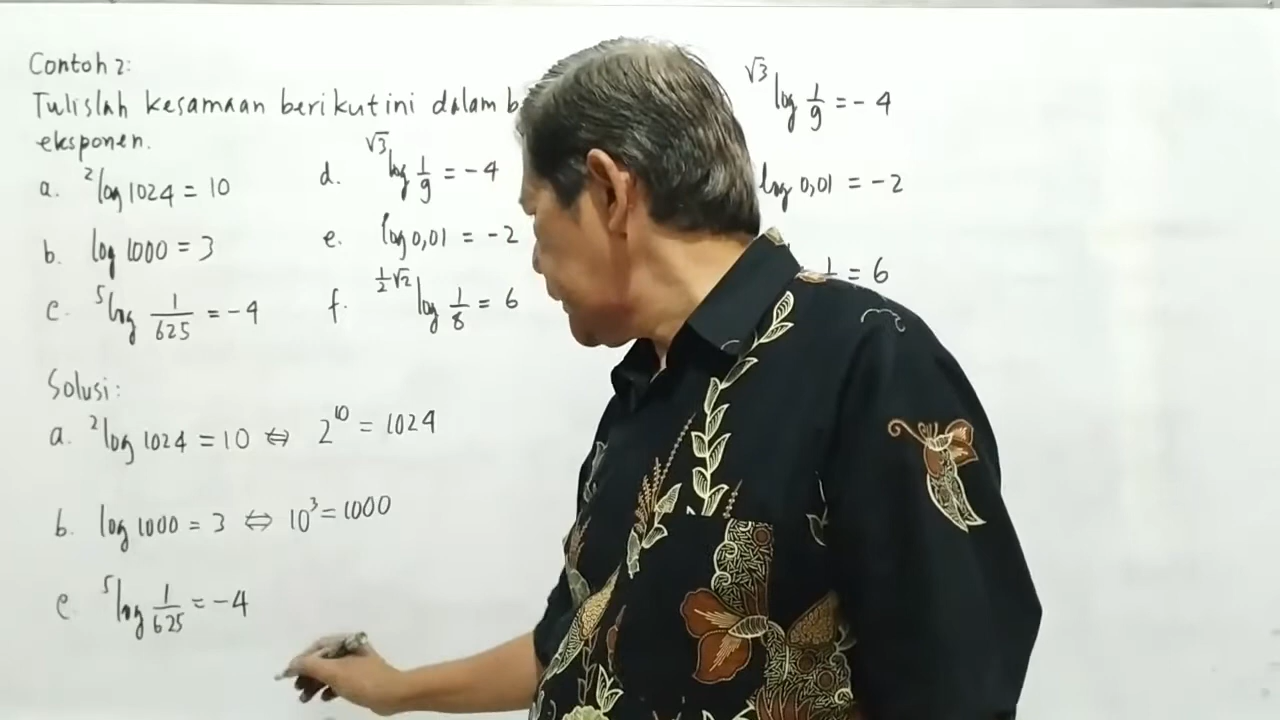 Contoh 2:
Tulislah kesamaan berikut ini dalam b
eksponen.
a. ²log 1024 = 10
b. log 1000 = 3
c. ⁵log 1/625 = -4
d. √3log 1/9 = -4
e. log 0,01 = -2
f. ½√2log 1/8 = 6
Solusi:
a. ²log 1024 = 10 ⇔ 2¹⁰ = 1024
b. log 1000 = 3 ⇔ 10³ = 1000
c. ⁵log 1/625 = -4
√3log 1/9 = -4
log 0,01 = -2
= 6